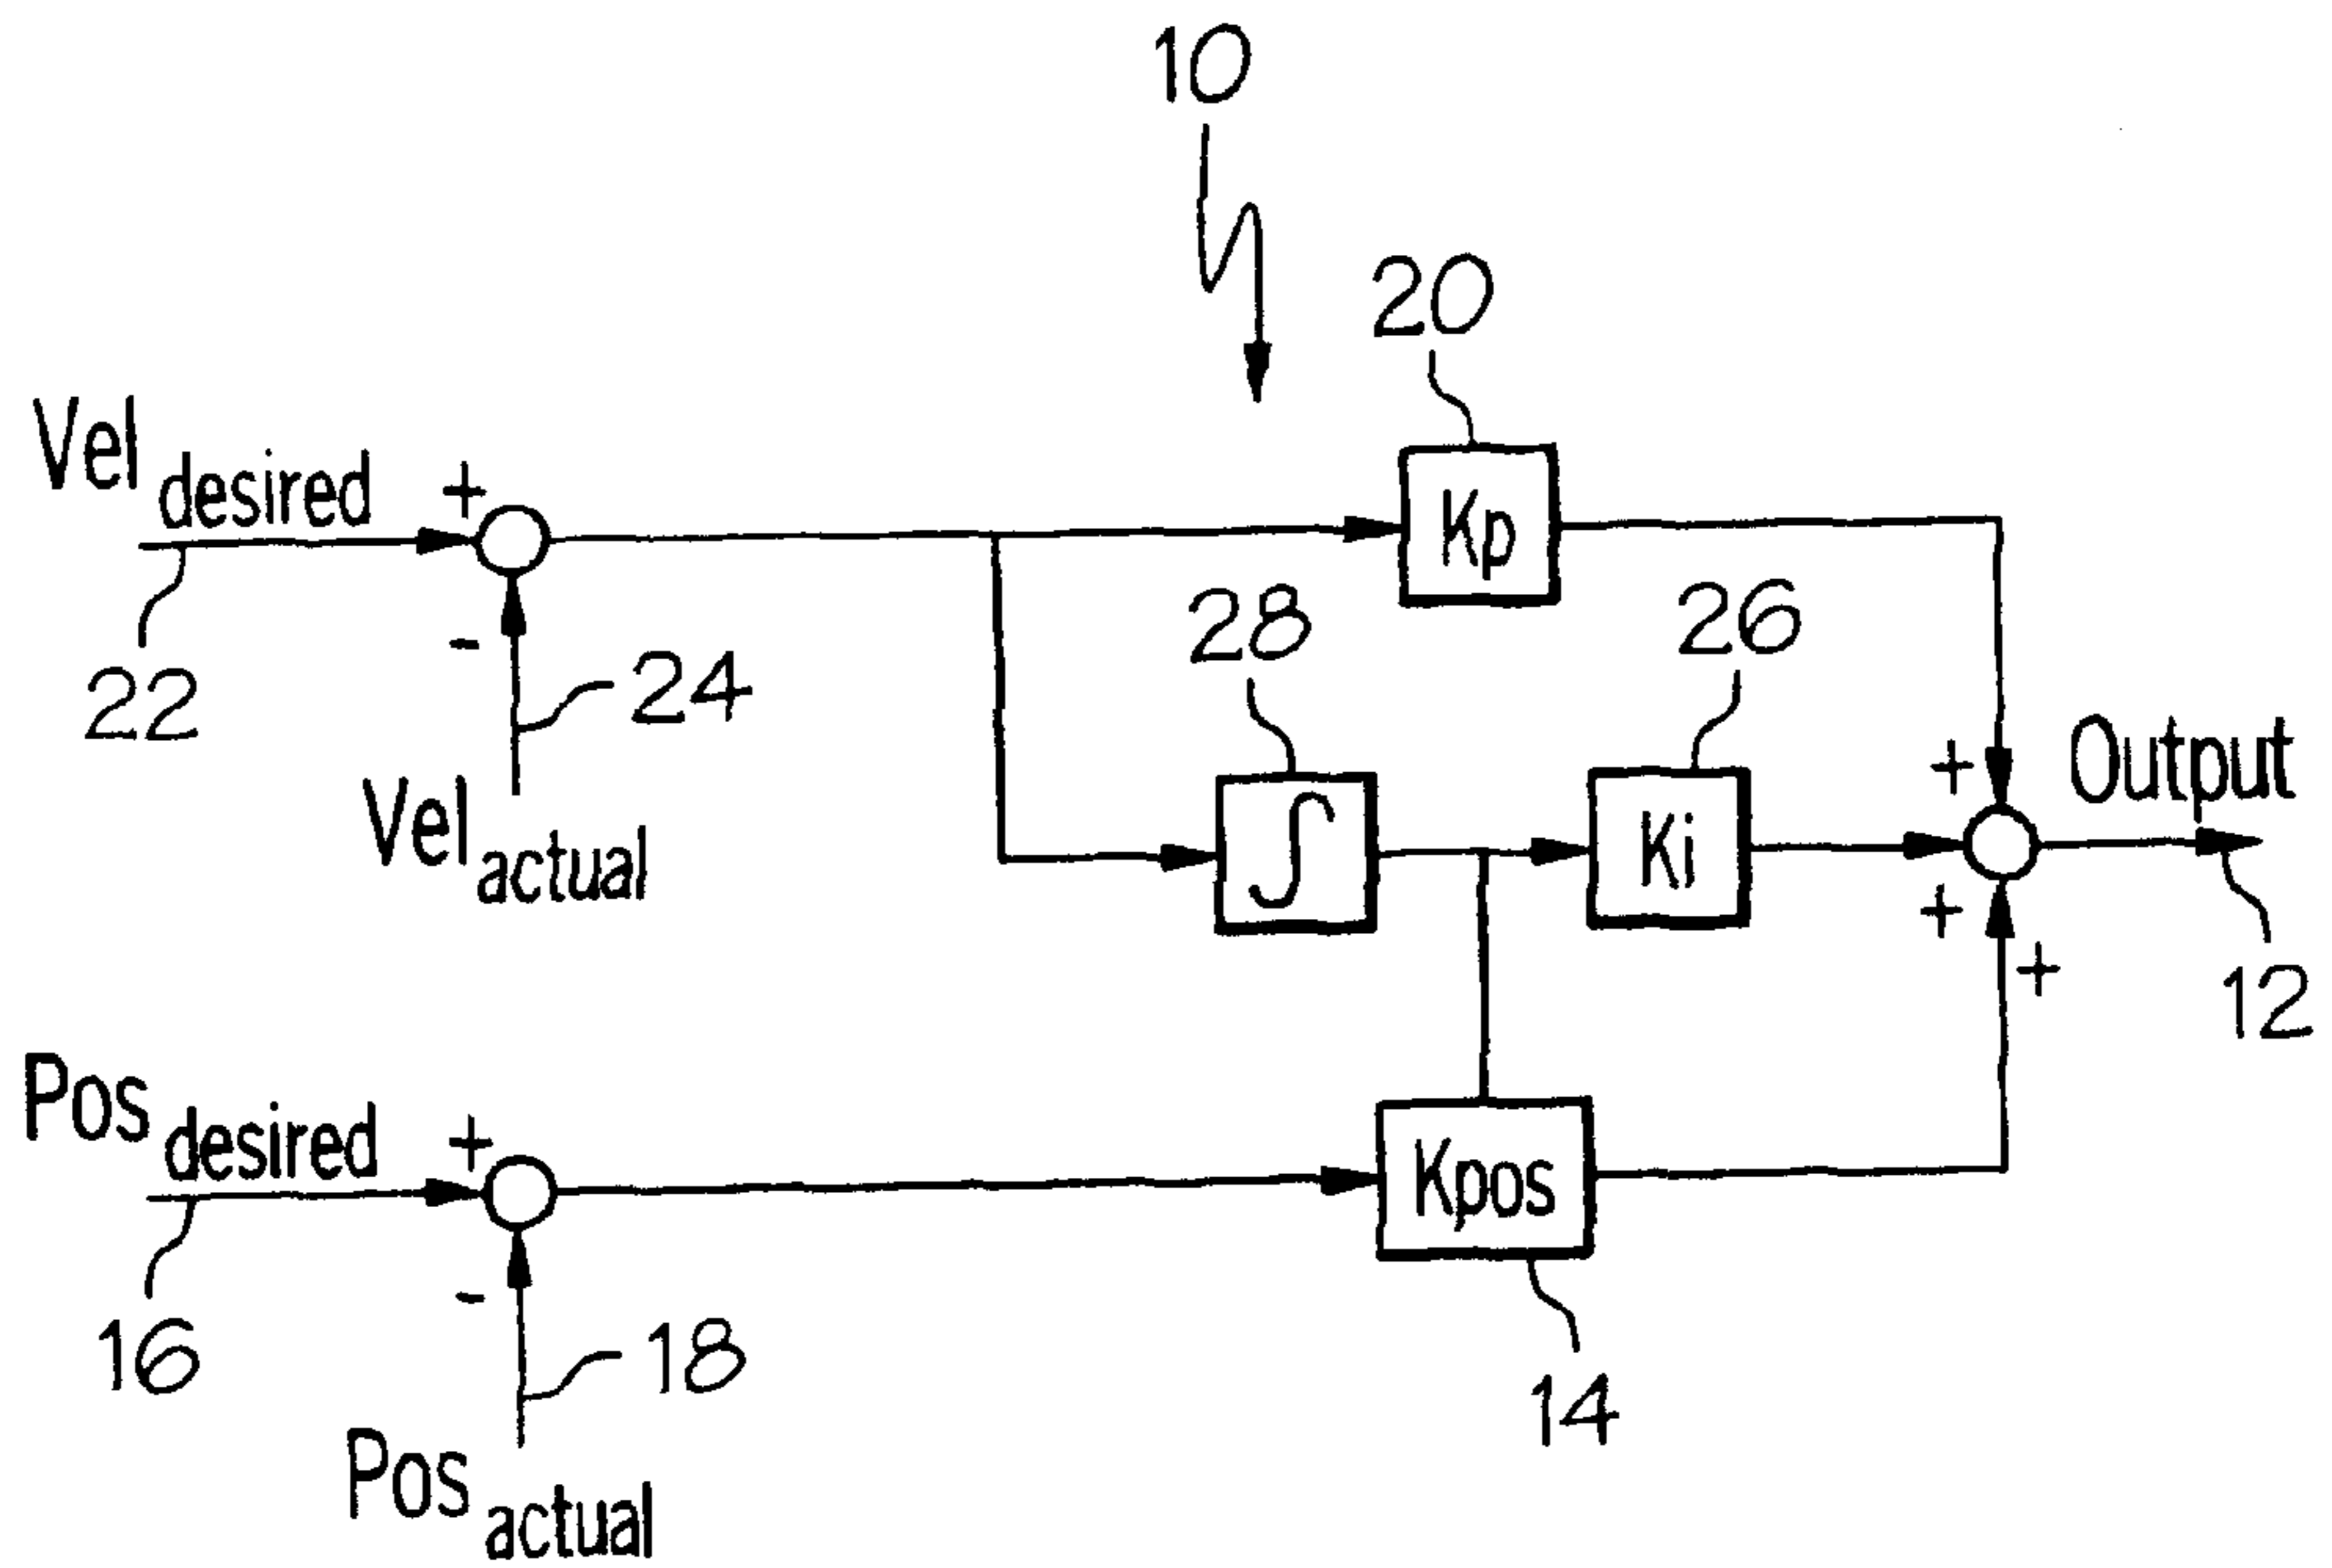 10
20
Vel desired
+
Kp
-
22
24
28
26
Vel actual
∫
Ki
+
Output
+
+
12
Pos desired
+
Kpos
-
16
18
14
Pos actual